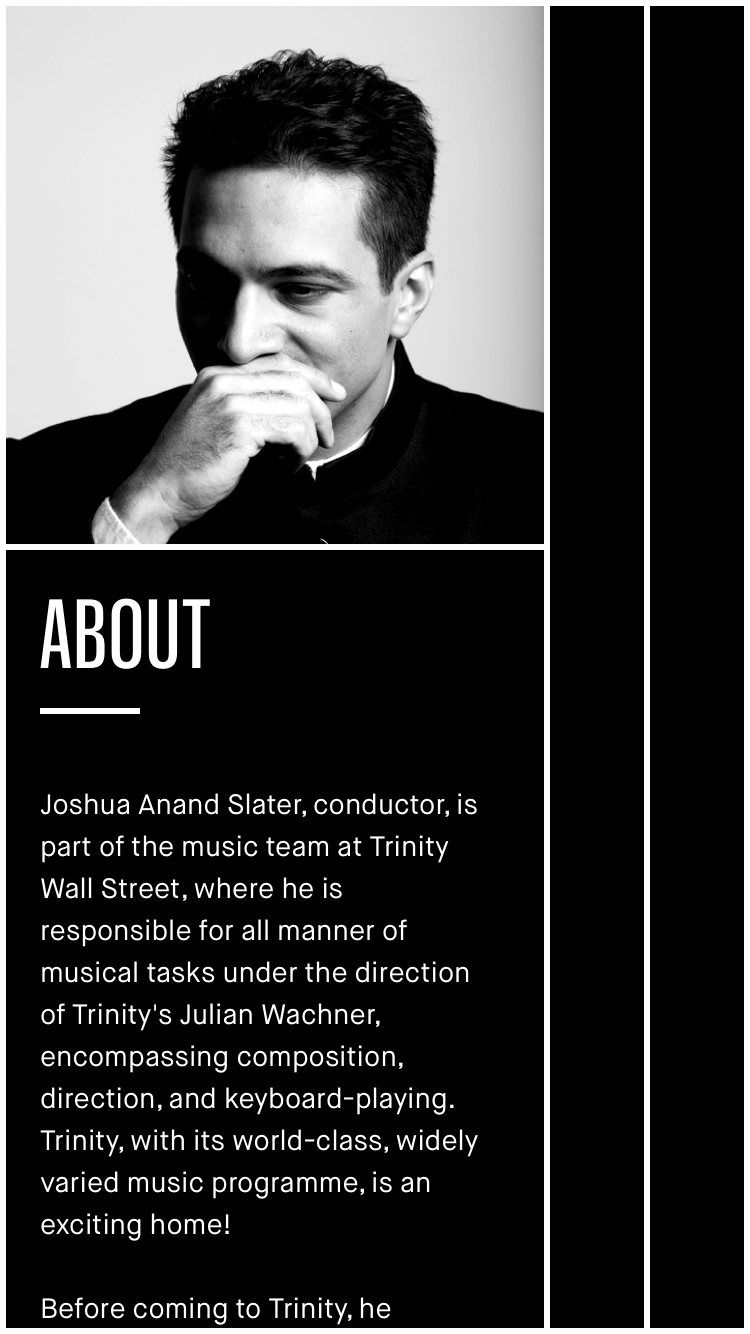 ABOUT
Joshua Anand Slater, conductor, is
part of the music team at Trinity
Wall Street, where he is
responsible for all manner of
musical tasks under the direction
of Trinity's Julian Wachner,
encompassing composition,
direction, and keyboard-playing.
Trinity, with its world-class, widely
varied music programme, is an
exciting home!
Before coming to Trinity, he